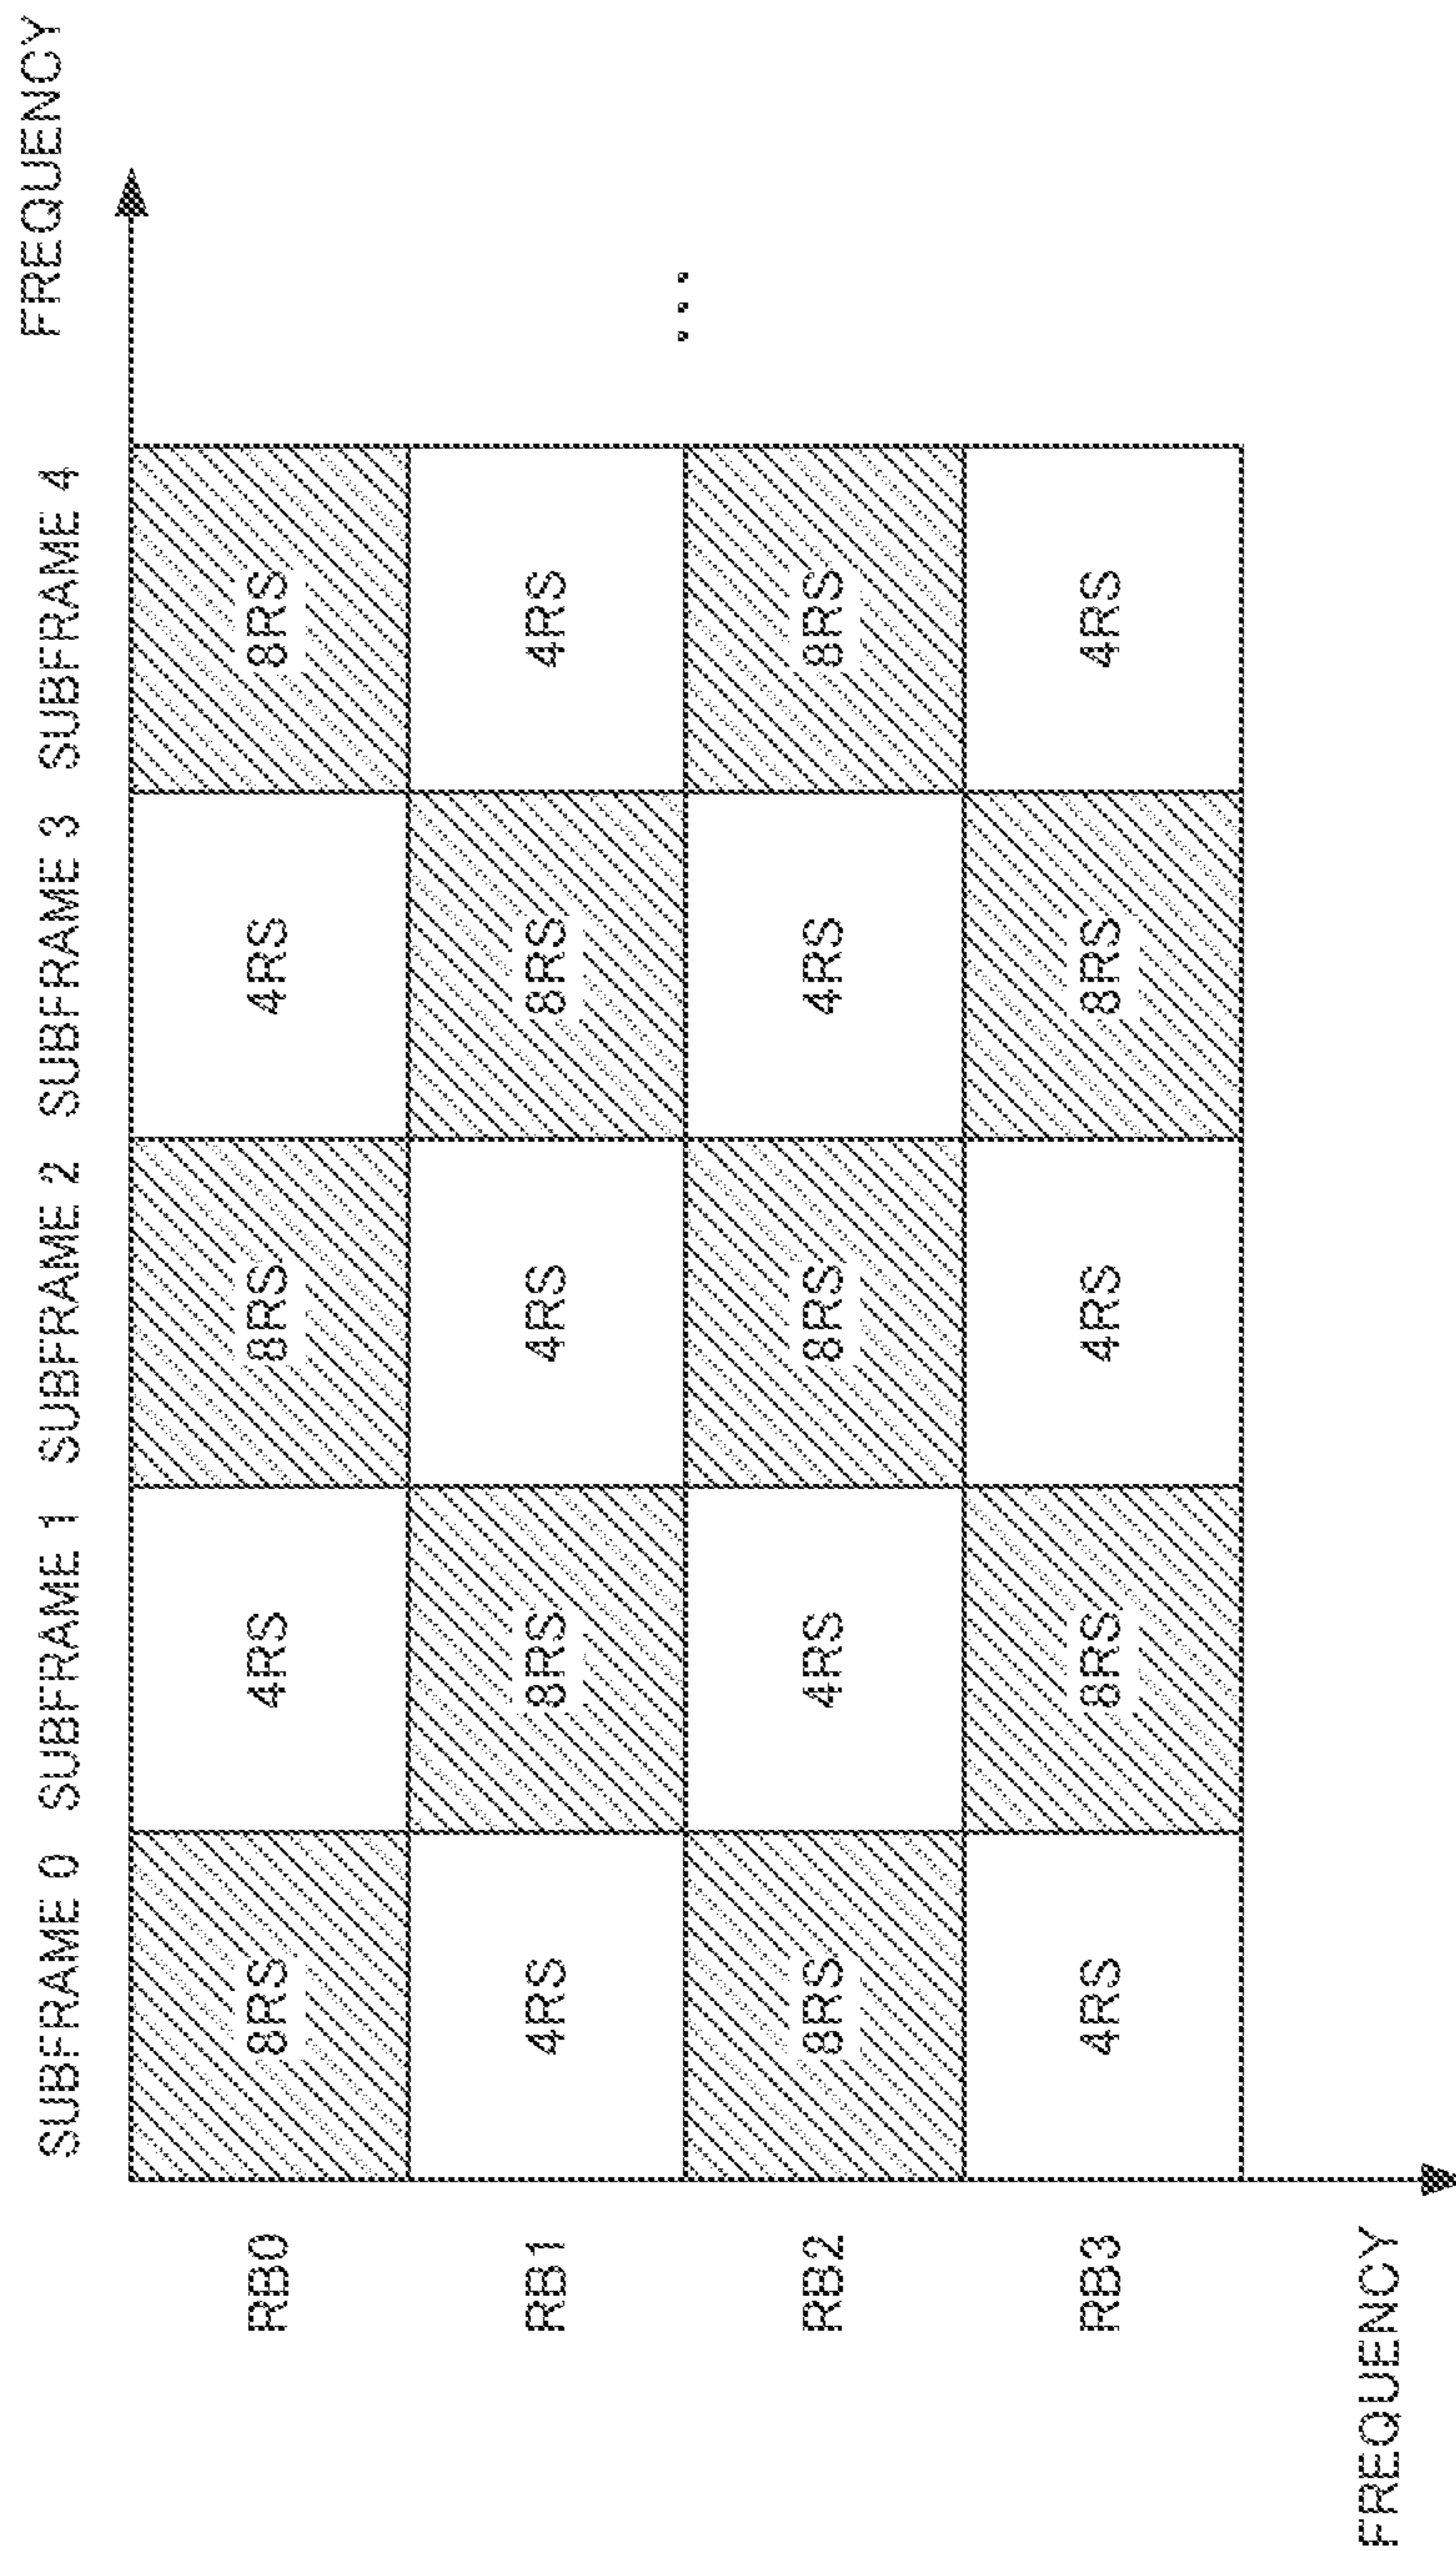 FREQUENCY
SUBFRAME 0 SUBFRAME 1 SUBFRAME 2 SUBFRAME 3 SUBFRAME 4
RB0 8RS 4RS 8RS 4RS 8RS
RB1 4RS 8RS 4RS 8RS 4RS
...
RB2 8RS 4RS 8RS 4RS 8RS
RB3 4RS 8RS 4RS 8RS 4RS
FREQUENCY